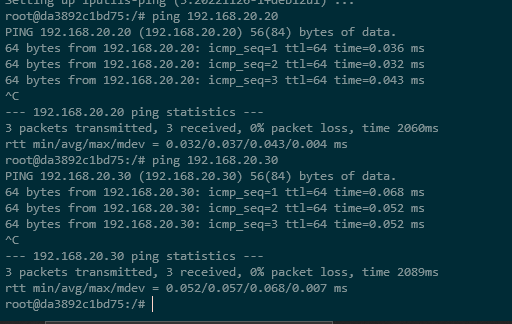 Setting up iputils-ping (3:20221126-1+deb12u1) ...
root@da3892c1bd75:/# ping 192.168.20.20
PING 192.168.20.20 (192.168.20.20) 56(84) bytes of data.
64 bytes from 192.168.20.20: icmp_seq=1 ttl=64 time=0.036 ms
64 bytes from 192.168.20.20: icmp_seq=2 ttl=64 time=0.032 ms
64 bytes from 192.168.20.20: icmp_seq=3 ttl=64 time=0.043 ms
^C
--- 192.168.20.20 ping statistics ---
3 packets transmitted, 3 received, 0% packet loss, time 2060ms
rtt min/avg/max/mdev = 0.032/0.037/0.043/0.004 ms
root@da3892c1bd75:/# ping 192.168.20.30
PING 192.168.20.30 (192.168.20.30) 56(84) bytes of data.
64 bytes from 192.168.20.30: icmp_seq=1 ttl=64 time=0.068 ms
64 bytes from 192.168.20.30: icmp_seq=2 ttl=64 time=0.052 ms
64 bytes from 192.168.20.30: icmp_seq=3 ttl=64 time=0.052 ms
^C
--- 192.168.20.30 ping statistics ---
3 packets transmitted, 3 received, 0% packet loss, time 2089ms
rtt min/avg/max/mdev = 0.052/0.057/0.068/0.007 ms
root@da3892c1bd75:/#